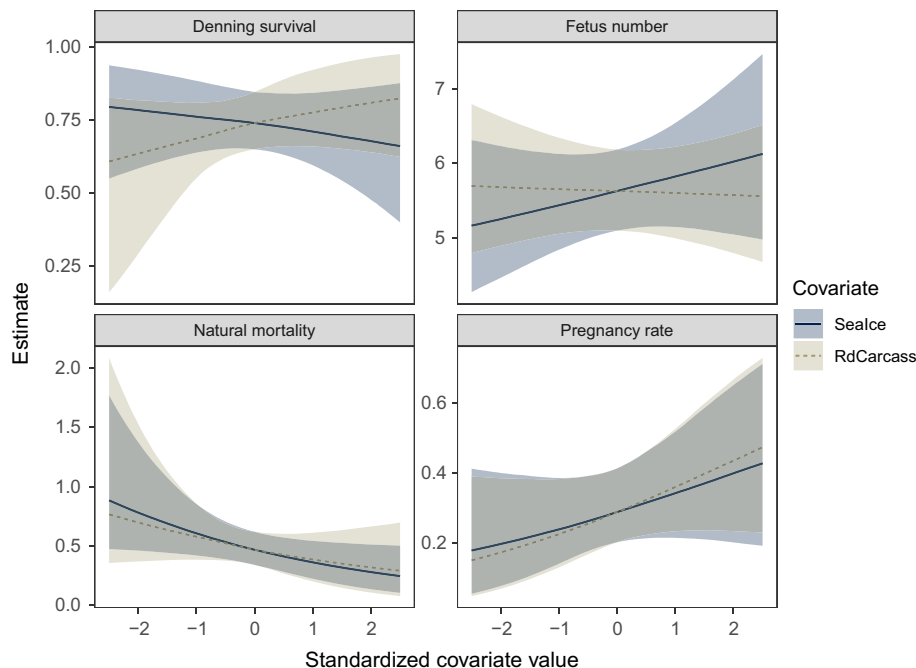 Denning survival
Fetus number
1.00
0.75
0.50
0.25
7
6
5
Estimate
Natural mortality
Pregnancy rate
2.0
1.5
1.0
0.5
0.0
0.6
0.4
0.2
−2 −1 0 1 2
−2 −1 0 1 2
Standardized covariate value
Covariate
SeaIce
RdCarcass